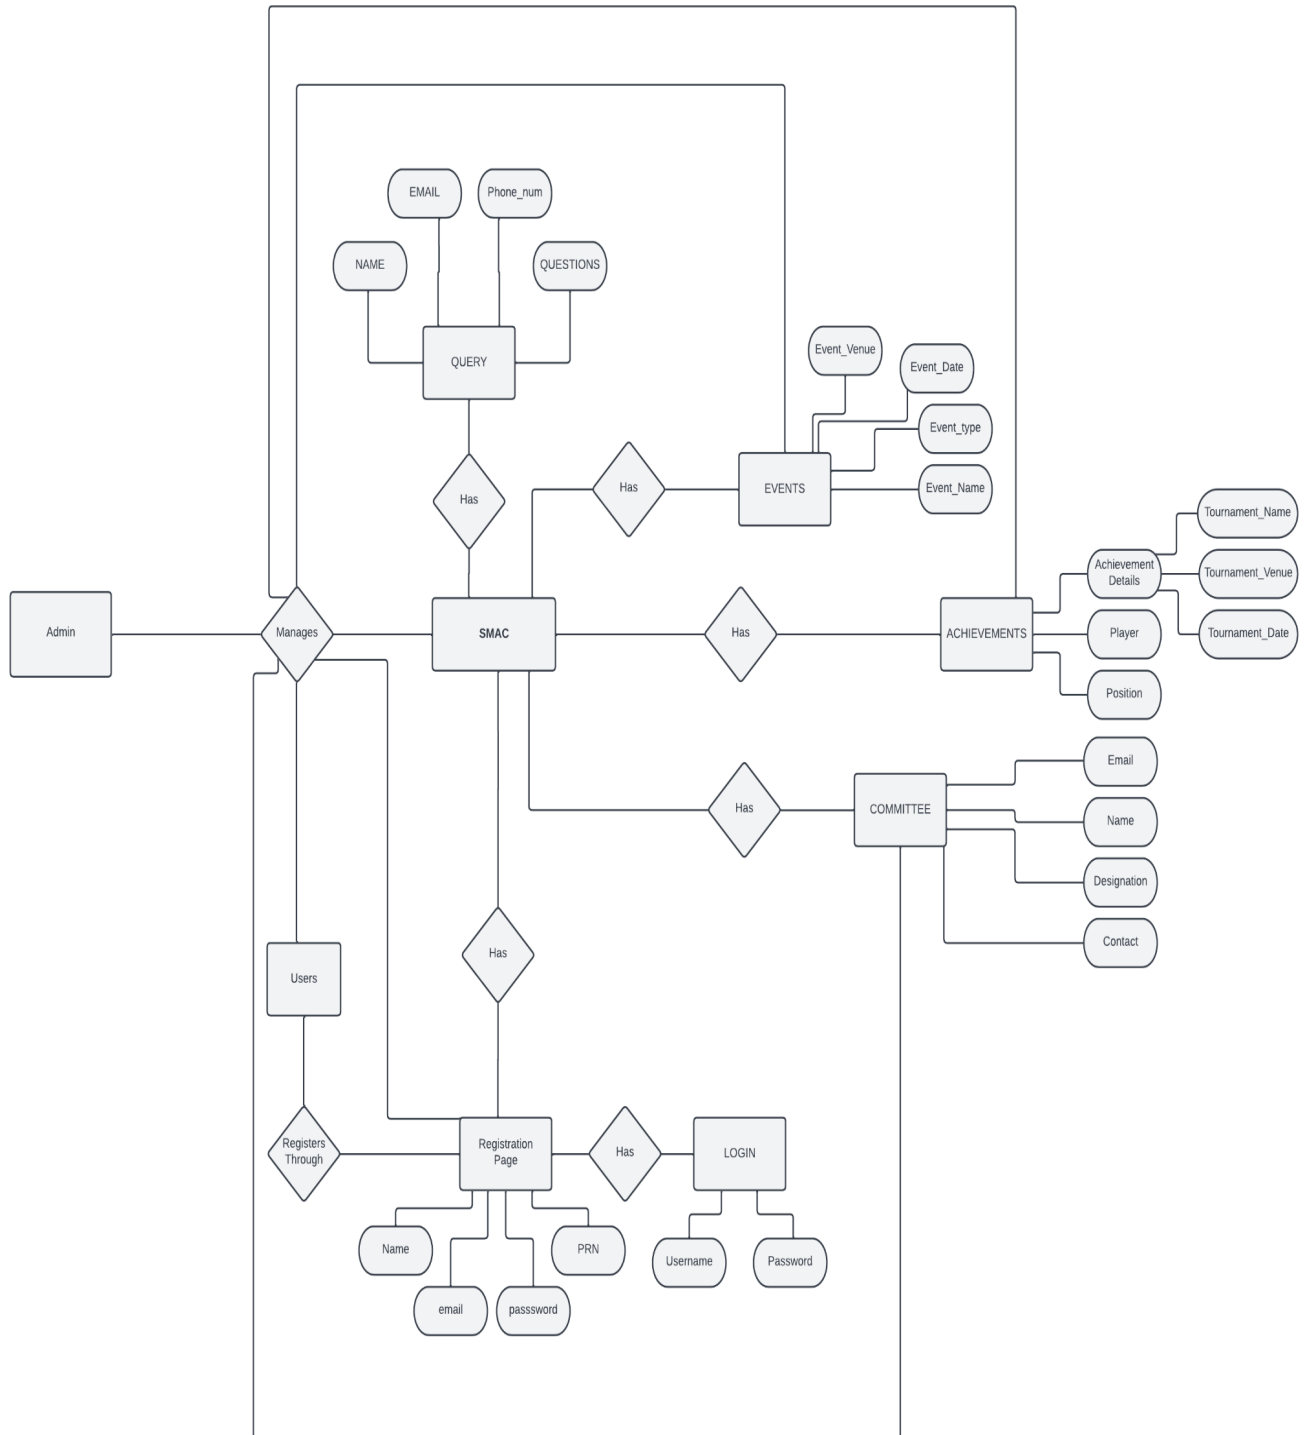 EMAIL
Phone_num
NAME
QUESTIONS
QUERY
Event_Venue
Event_Date
Event_type
Event_Name
EVENTS
Has
Has
Tournament_Name
Achievement
Details
Tournament_Venue
Tournament_Date
Admin
Manages
SMAC
Has
ACHIEVEMENTS
Player
Position
Email
Has
COMMITTEE
Name
Designation
Contact
Has
Users
Registers
Through
Registration
Page
Has
LOGIN
Name
PRN
Username
Password
email
passsword